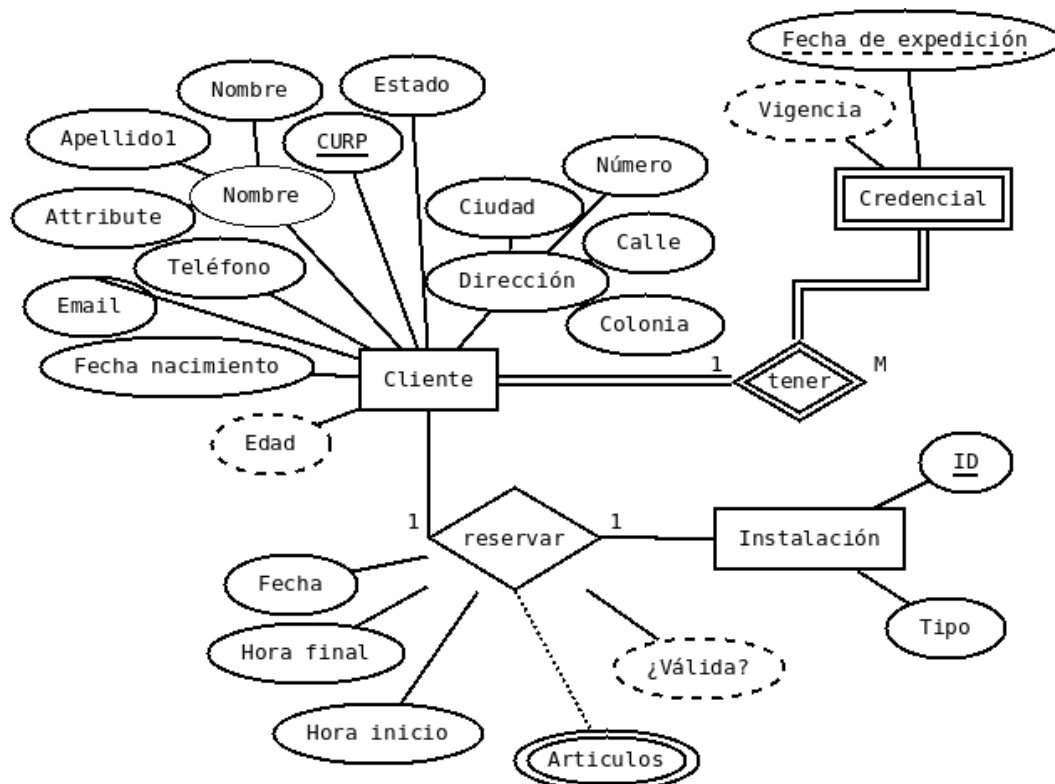 Fecha de expedición
Vigencia
Credencial
Nombre
Estado
Apellido1
CURP
Nombre
Número
Ciudad
Attribute
Calle
Teléfono
Dirección
Email
Colonia
Fecha nacimiento
Cliente
1
tener
M
Edad
ID
1
reservar
1
Instalación
Fecha
Tipo
Hora final
¿Válida?
Hora inicio
Articulos